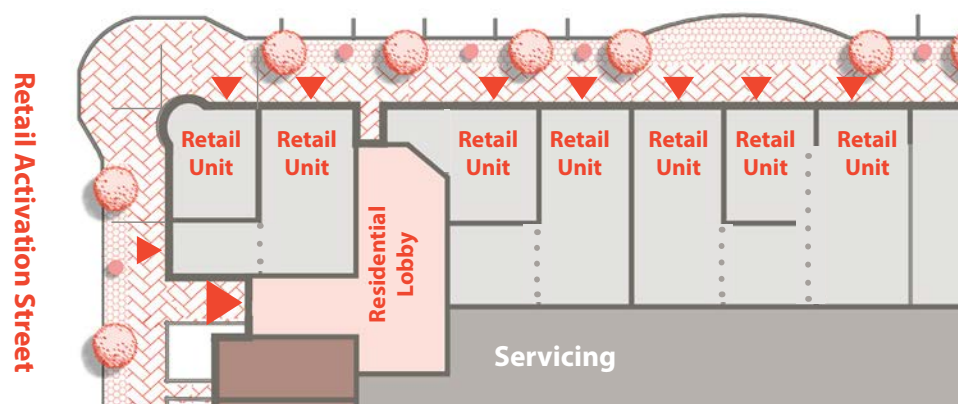 Retail Activation Street
Retail
Unit
Retail
Unit
Retail
Unit
Retail
Unit
Retail
Unit
Retail
Unit
Retail
Unit
Residential
Lobby
Servicing